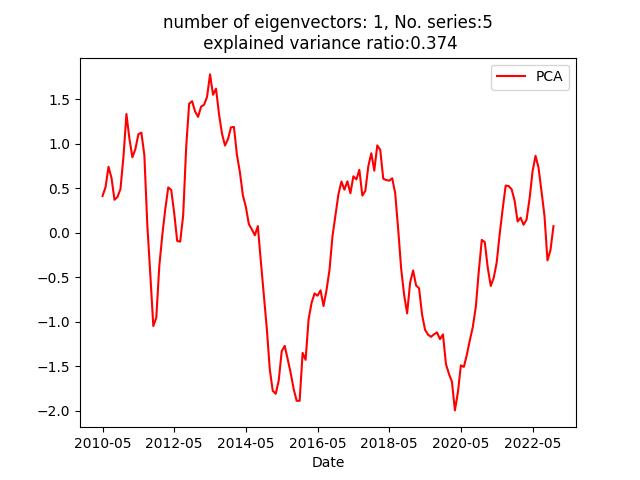 number of eigenvectors: 1, No. series:5
explained variance ratio:0.374
PCA
1.5
1.0
0.5
0.0
−0.5
−1.0
−1.5
−2.0
2010-05 2012-05 2014-05 2016-05 2018-05 2020-05 2022-05
Date